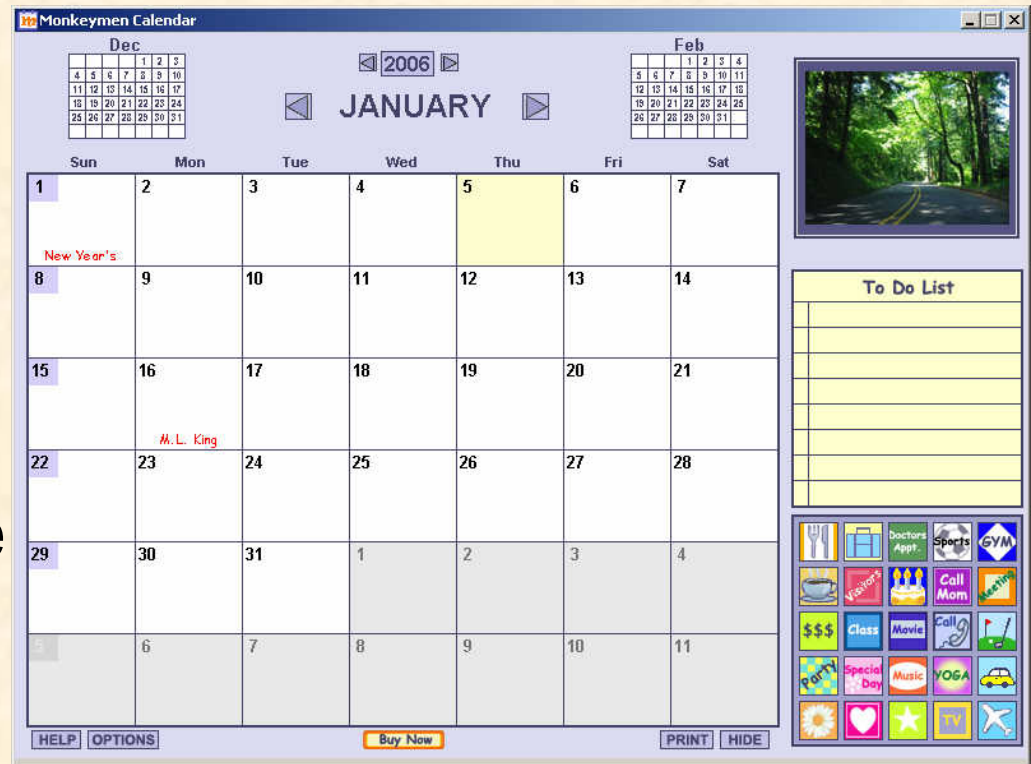 Monkeymen Calendar
Dec
1 2 3
4 5 6 7 8 9 10
11 12 13 14 15 16 17
18 19 20 21 22 23 24
25 26 27 28 29 30 31
2006
JANUARY
Feb
1 2 3 4
5 6 7 8 9 10 11
12 13 14 15 16 17 18
19 20 21 22 23 24 25
26 27 28 29 30 31
Sun Mon Tue Wed Thu Fri Sat
1 2 3 4 5 6 7
New Year's
8 9 10 11 12 13 14
15 16 17 18 19 20 21
M.L. King
22 23 24 25 26 27 28
29 30 31 1 2 3 4
5 6 7 8 9 10 11
HELP OPTIONS Buy Now PRINT HIDE
To Do List
Doctors
Appt.
Sports
GYM
Visitors
Call
Mom
Meeting
$$$
Class
Movie
Call
Party
Special
Day
Music
YOGA
TV
e